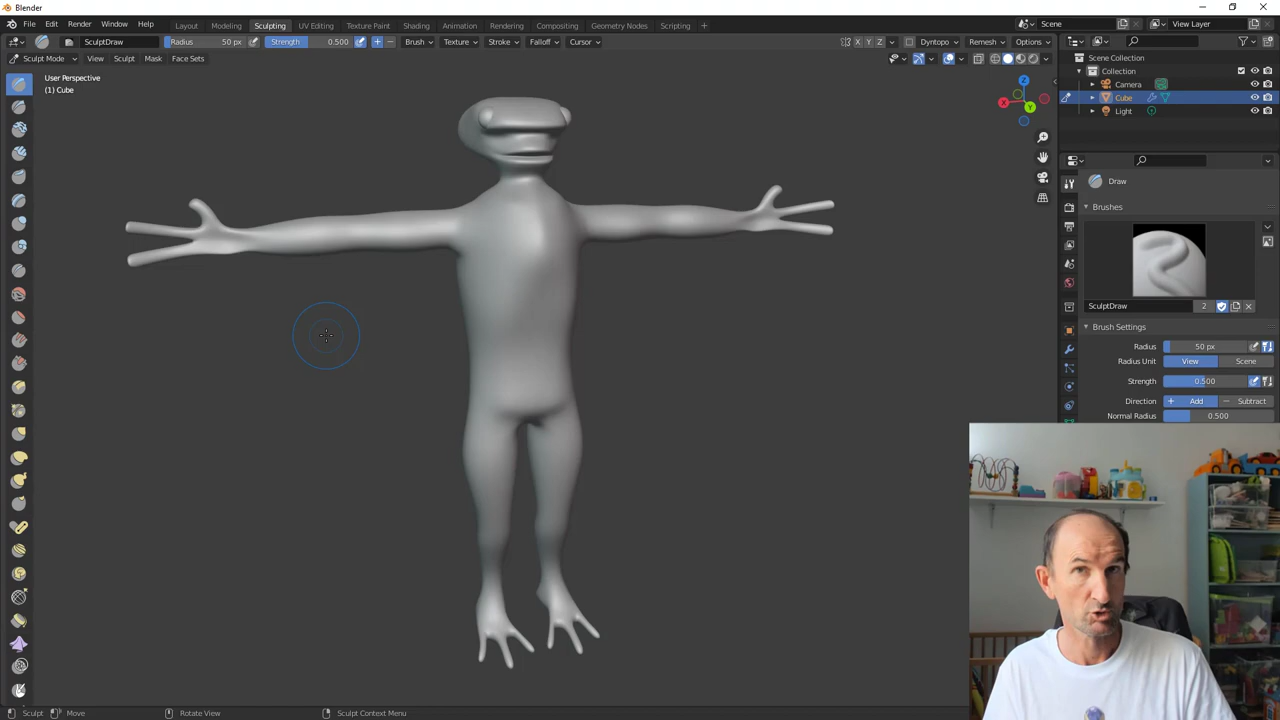 Blender
File Edit Render Window Help Layout Modeling Sculpting UV Editing Texture Paint Shading Animation Rendering Compositing Geometry Nodes Scripting + Scene View Layer
SculptDraw Radius 50 px Strength 0.500 Brush Texture Stroke Falloff Cursor X Y Z Dyntopo Remesh Options
Sculpt Mode View Sculpt Mask Face Sets
Scene Collection
Collection
Camera
Cube
Light
User Perspective
(1) Cube
Z
X
Y
Draw
Brushes
SculptDraw 2
Brush Settings
Radius 50 px
Radius Unit View Scene
Strength 0.500
Direction + Add − Subtract
Normal Radius 0.500
Sculpt Move Rotate View Sculpt Context Menu